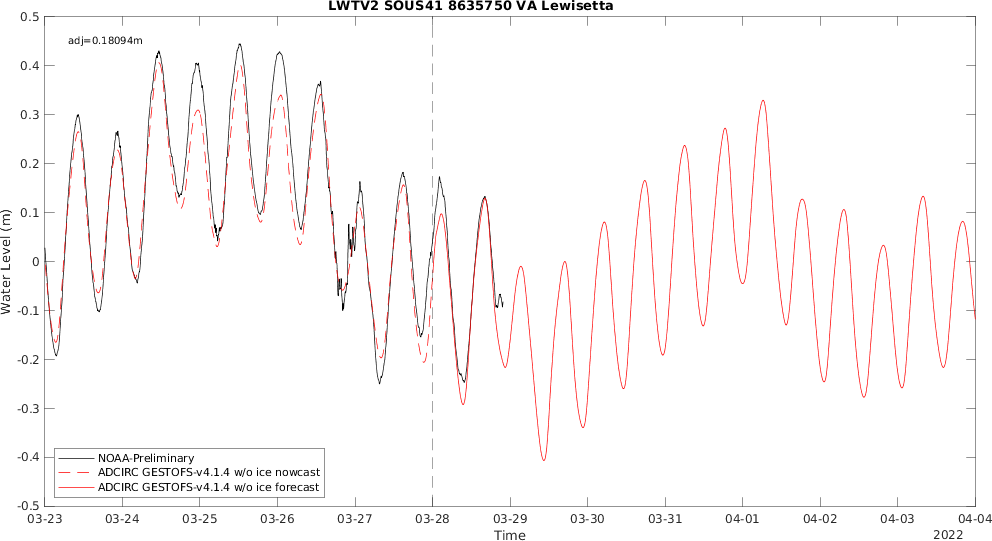 LWTV2 SOUS41 8635750 VA Lewisetta
adj=0.18094m
0.5
0.4
0.3
0.2
0.1
0
-0.1
-0.2
-0.3
-0.4
-0.5
Water Level (m)
NOAA-Preliminary
ADCIRC GESTOFS-v4.1.4 w/o ice nowcast
ADCIRC GESTOFS-v4.1.4 w/o ice forecast
03-23 03-24 03-25 03-26 03-27 03-28 03-29 03-30 03-31 04-01 04-02 04-03 04-04
Time
2022